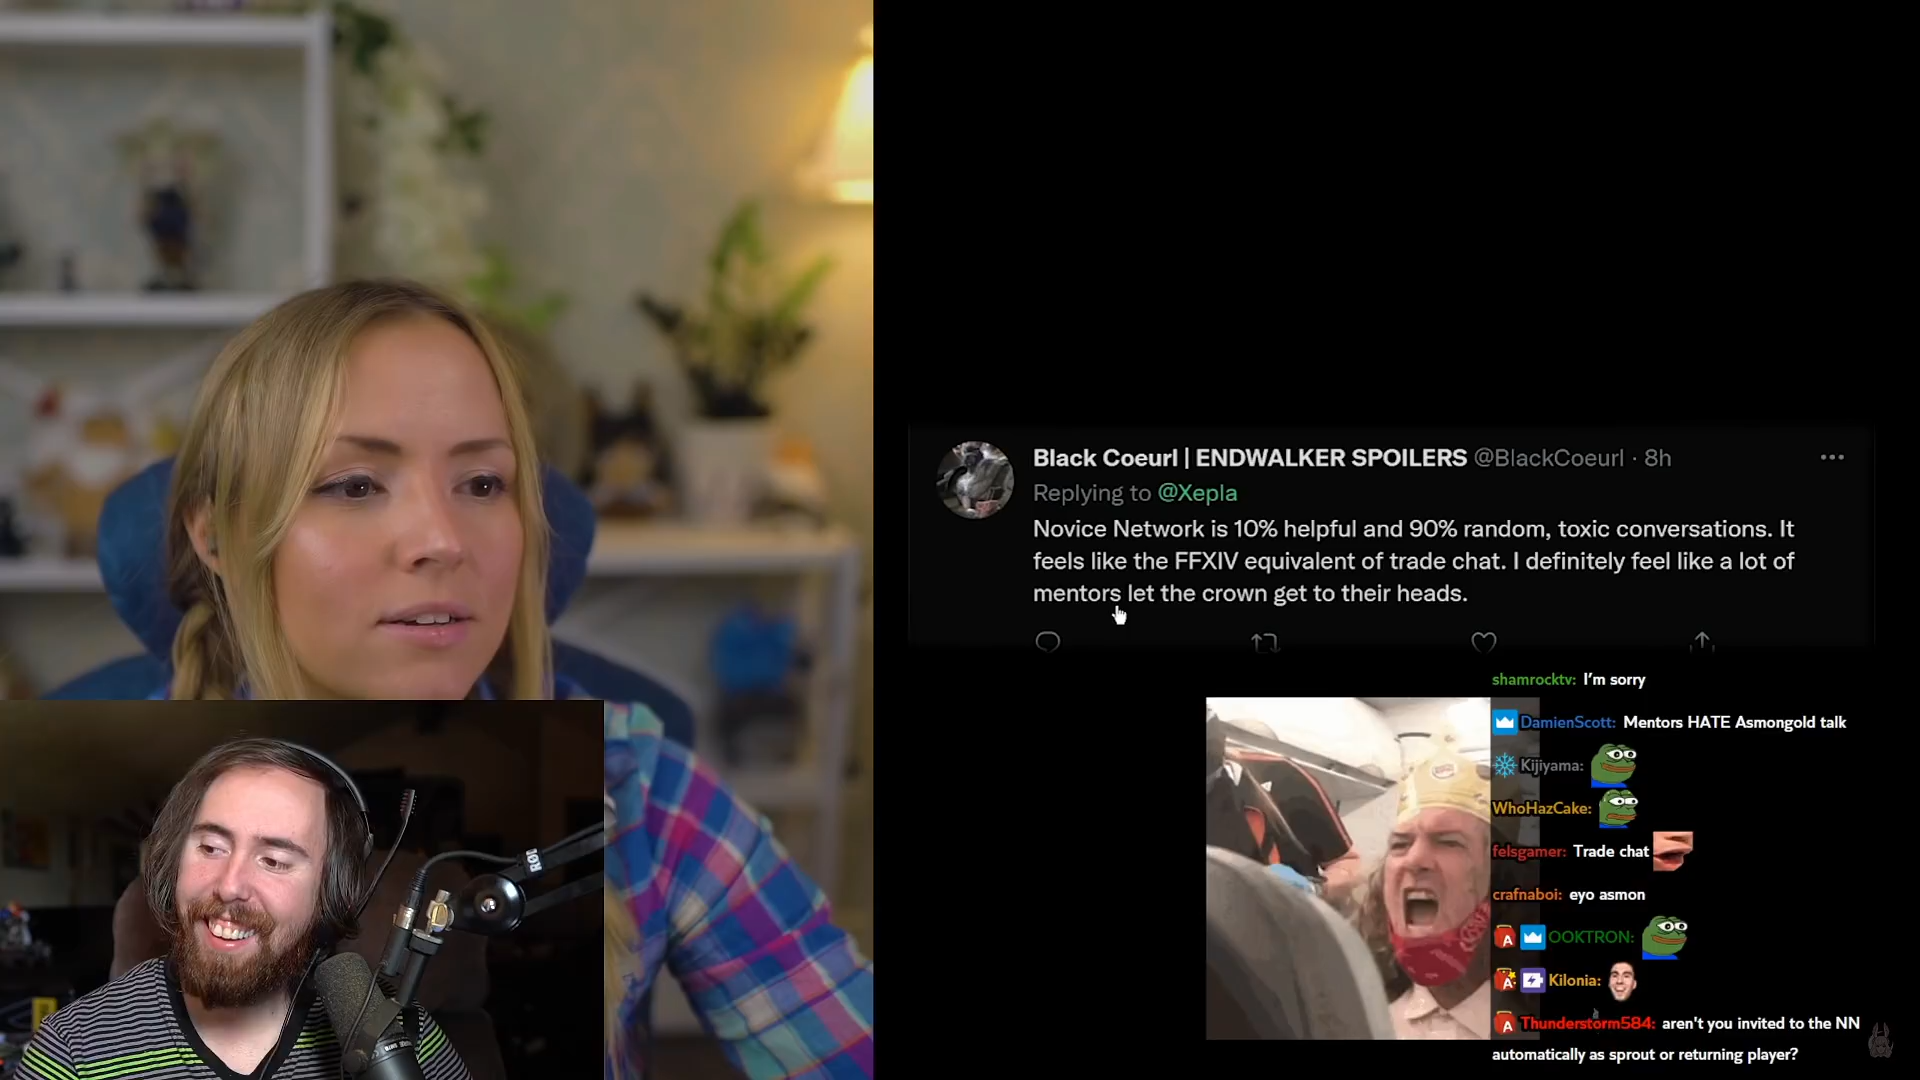 Black Coeurl | ENDWALKER SPOILERS @BlackCoeurl · 8h
Replying to @Xepla
Novice Network is 10% helpful and 90% random, toxic conversations. It
feels like the FFXIV equivalent of trade chat. I definitely feel like a lot of
mentors let the crown get to their heads.
shamrocktv: I'm sorry
DamienScott: Mentors HATE Asmongold talk
Kijiyama:
WhoHazCake:
felsgamer: Trade chat
crafnaboi: eyo asmon
OOKTRON:
Kilonia:
Thunderstorm584: aren't you invited to the NN
automatically as sprout or returning player?